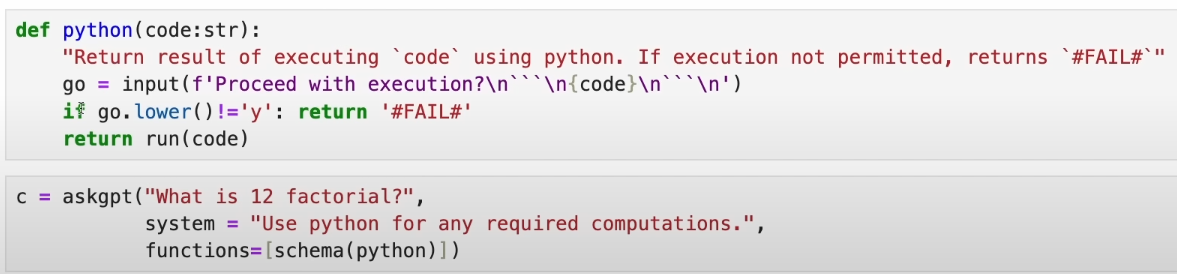 def python(code:str):
    "Return result of executing `code` using python. If execution not permitted, returns `#FAIL#`"
    go = input(f'Proceed with execution?\n```\n{code}\n```\n')
    if go.lower()!='y': return '#FAIL#'
    return run(code)
c = askgpt("What is 12 factorial?",
           system = "Use python for any required computations.",
           functions=[schema(python)])